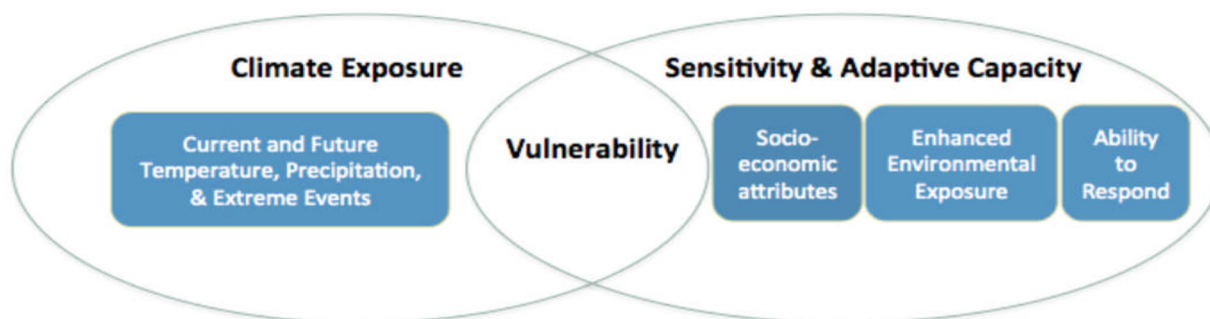 Climate Exposure
Current and Future
Temperature, Precipitation,
& Extreme Events
Vulnerability
Sensitivity & Adaptive Capacity
Socio-
economic
attributes
Enhanced
Environmental
Exposure
Ability
to
Respond